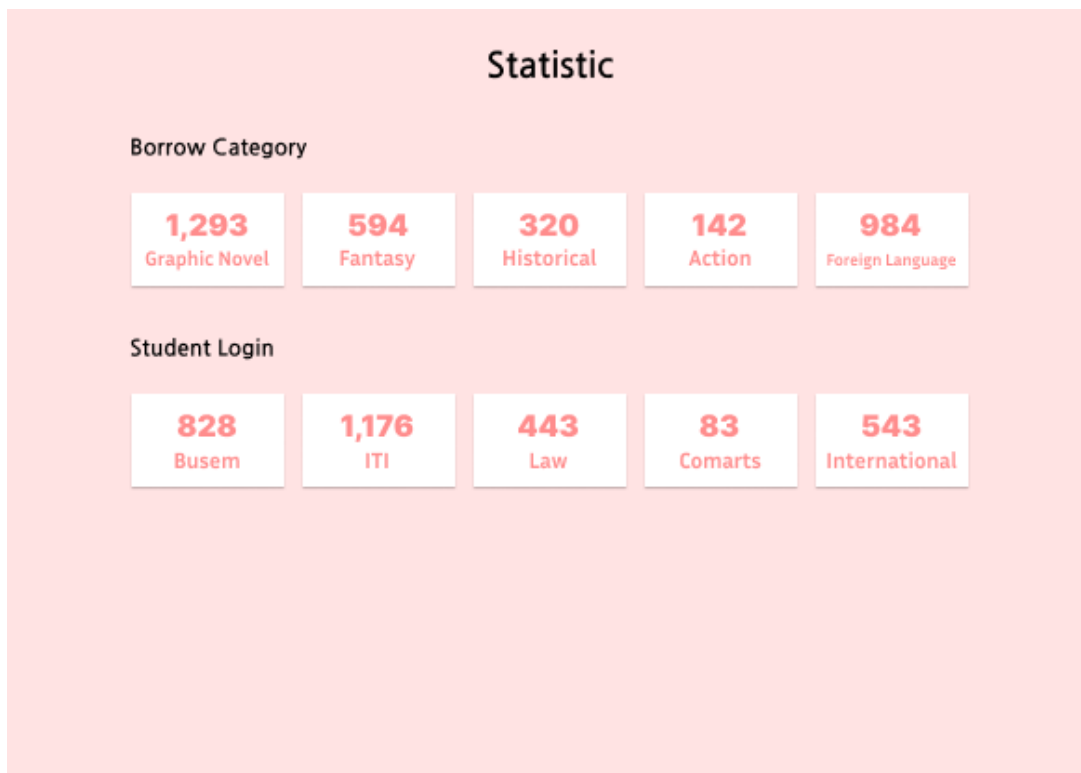 Statistic
Borrow Category
1,293
Graphic Novel
594
Fantasy
320
Historical
142
Action
984
Foreign Language
Student Login
828
Busem
1,176
ITI
443
Law
83
Comarts
543
International